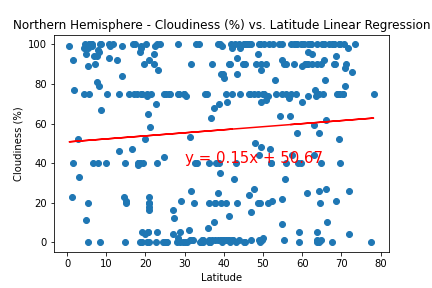 Northern Hemisphere - Cloudiness (%) vs. Latitude Linear Regression
100
80
60
40
20
0
Cloudiness (%)
y = 0.15x + 50.67
0 10 20 30 40 50 60 70 80
Latitude